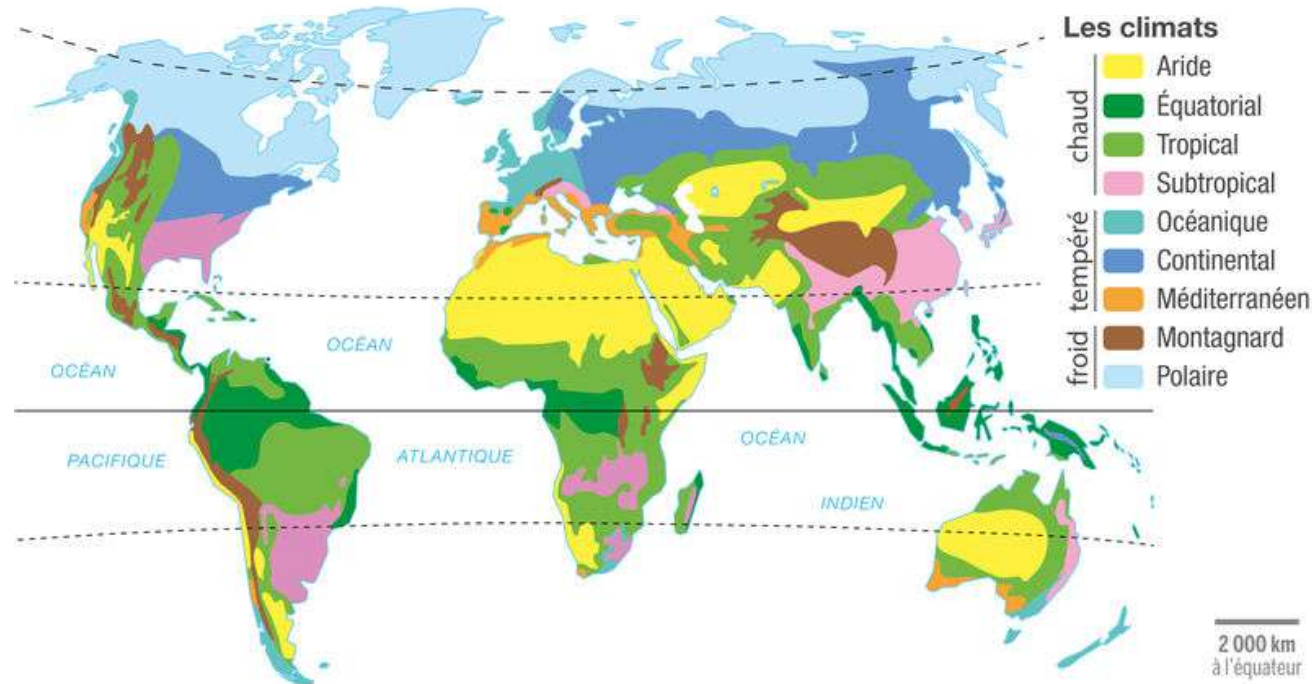 Les climats
chaud
Aride
Équatorial
Tropical
Subtropical
tempéré
Océanique
Continental
Méditerranéen
froid
Montagnard
Polaire
OCÉAN
PACIFIQUE
OCÉAN
ATLANTIQUE
OCÉAN
INDIEN
2 000 km
à l'équateur